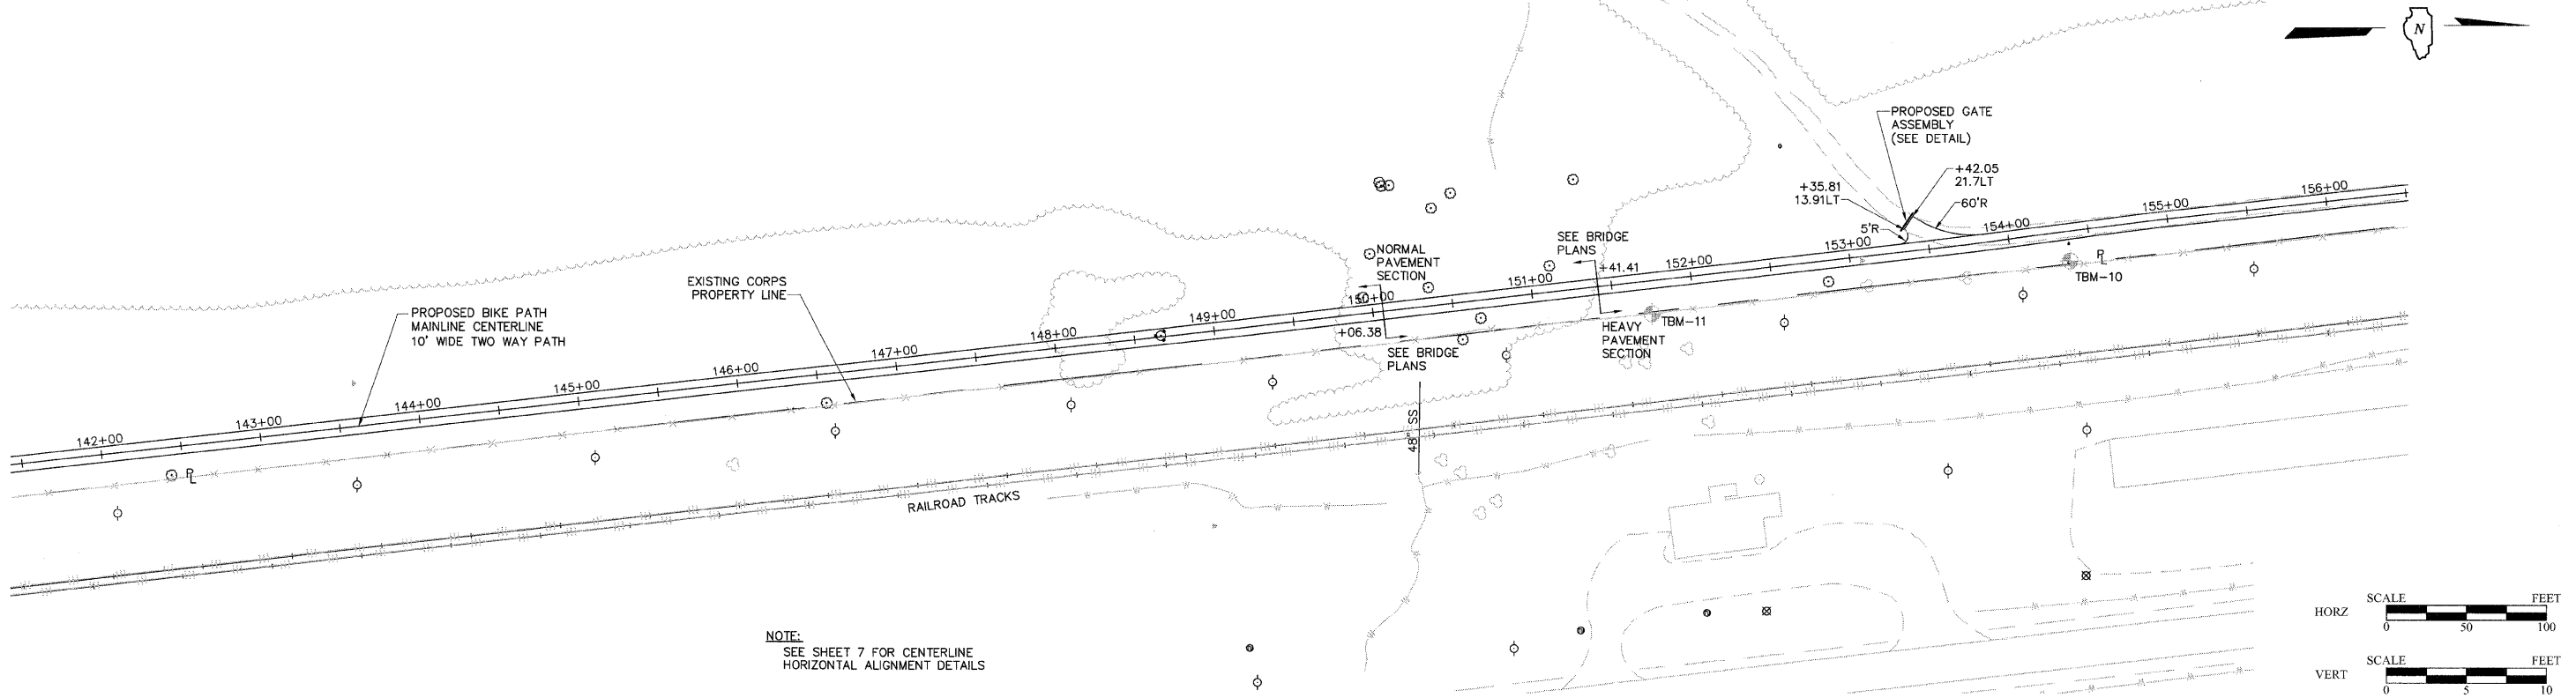 N
PROPOSED GATE
ASSEMBLY
(SEE DETAIL)
+42.05
21.7LT
+35.81
13.91LT
60'R
5'R
142+00
143+00
144+00
145+00
146+00
147+00
148+00
149+00
150+00
151+00
152+00
153+00
154+00
155+00
156+00
NORMAL
PAVEMENT
SECTION
SEE BRIDGE
PLANS
+41.41
EXISTING CORPS
PROPERTY LINE
PROPOSED BIKE PATH
MAINLINE CENTERLINE
10' WIDE TWO WAY PATH
+06.38
SEE BRIDGE
PLANS
HEAVY
PAVEMENT
SECTION
TBM-11
TBM-10
PL
PL
48" SS
RAILROAD TRACKS
NOTE:
SEE SHEET 7 FOR CENTERLINE
HORIZONTAL ALIGNMENT DETAILS
SCALE FEET
HORZ
0 50 100
SCALE FEET
VERT
0 5 10